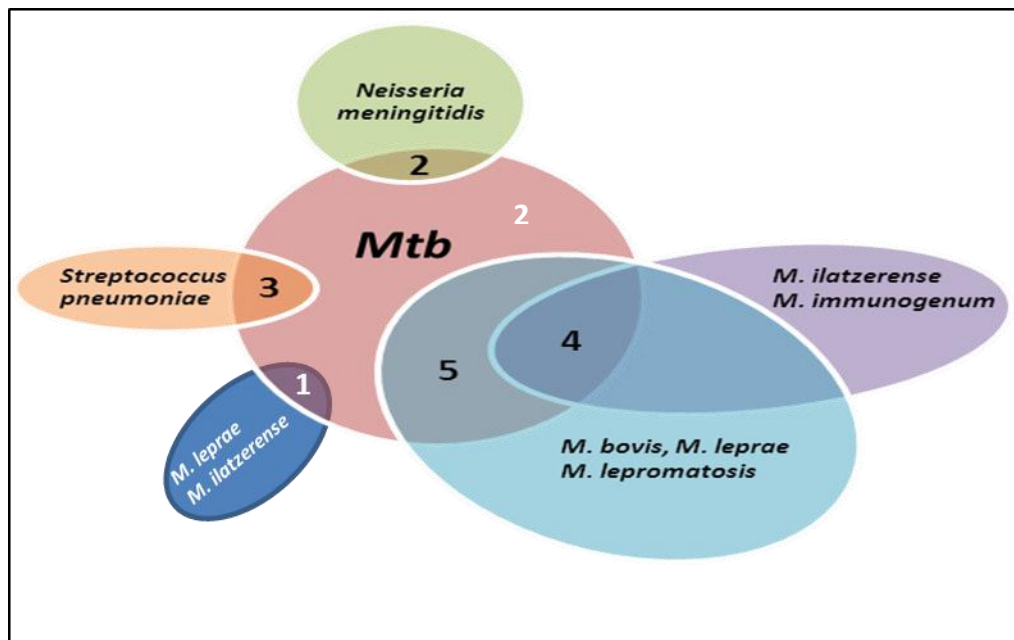 Neisseria
meningitidis
2
2
Mtb
Streptococcus
pneumoniae
3
M. ilatzerense
M. immunogenum
4
5
1
M. leprae
M. ilatzerense
M. bovis, M. leprae
M. lepromatosis